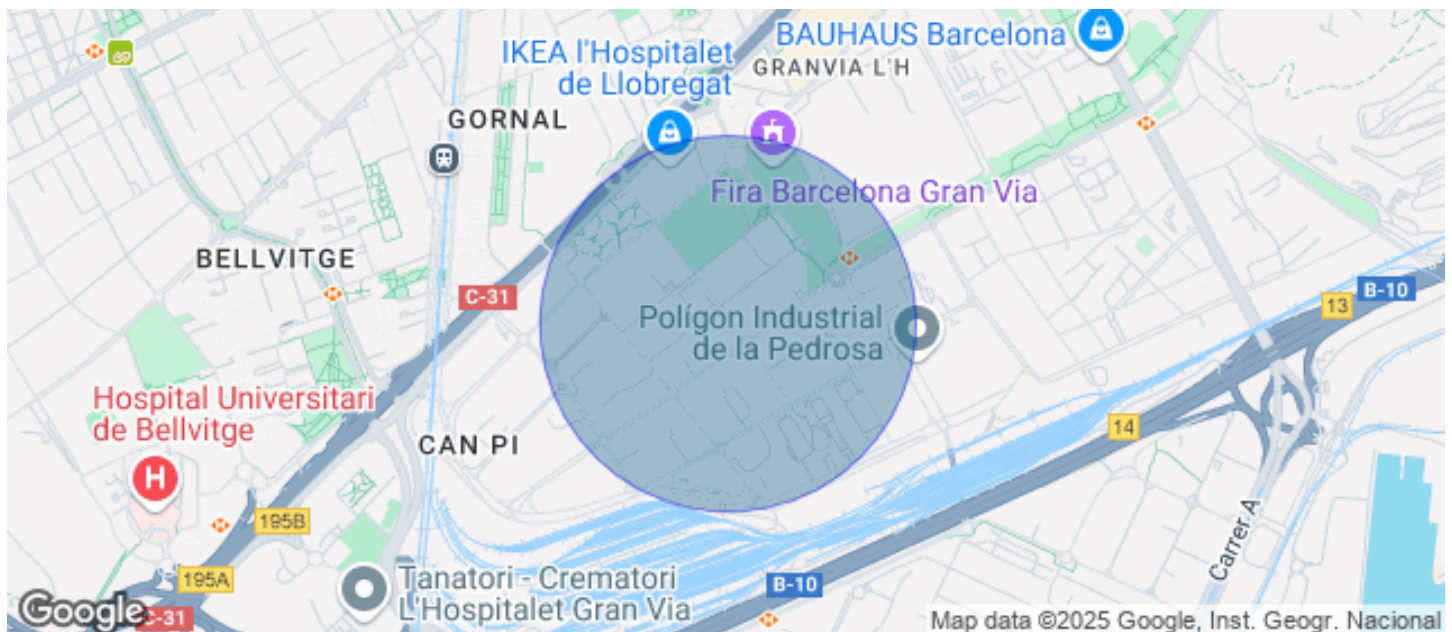 BAUHAUS Barcelona
IKEA l'Hospitalet
de Llobregat
GRANVIA L'H
GORNAL
Fira Barcelona Gran Via
BELLVITGE
C-31
B-10
13
Polígon Industrial
de la Pedrosa
Hospital Universitari
de Bellvitge
H
CAN PI
14
195B
Carrer A
195A
Tanatori - Crematori
L'Hospitalet Gran Via
B-10
Google
C-31
Map data ©2025 Google, Inst. Geogr. Nacional